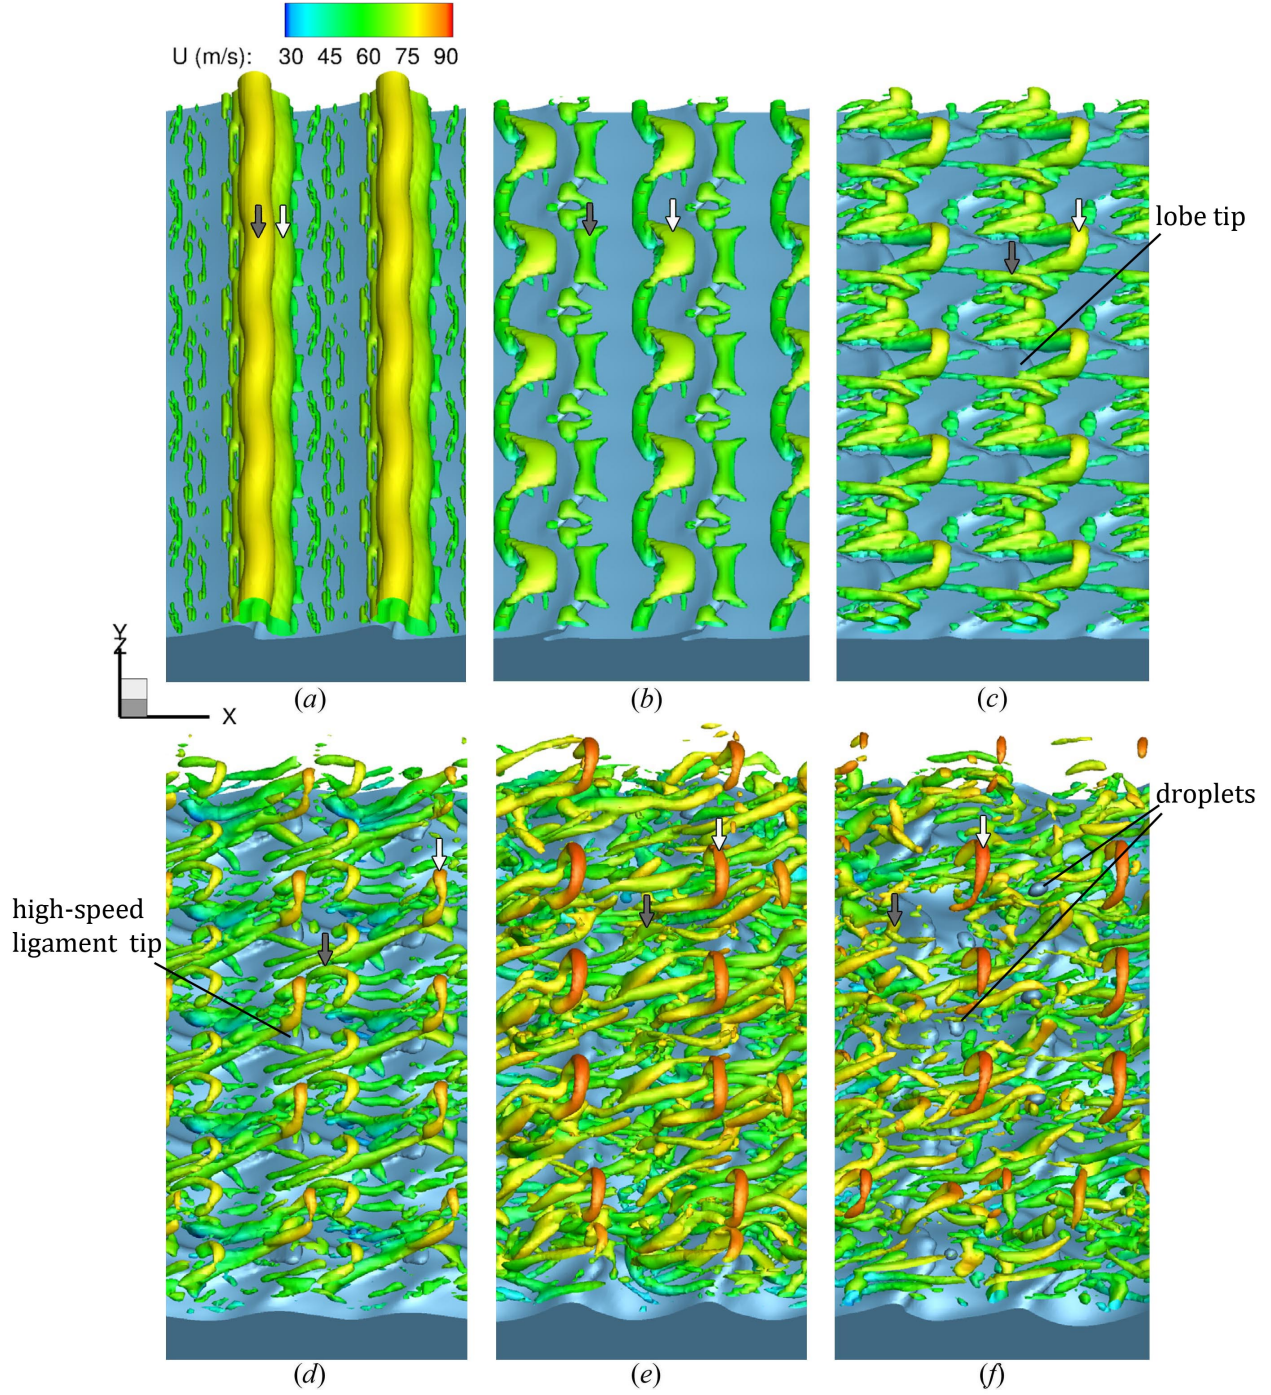 U (m/s): 30 45 60 75 90
lobe tip
Y
Z
X
(a) (b) (c)
high-speed
ligament tip
droplets
(d) (e) (f)